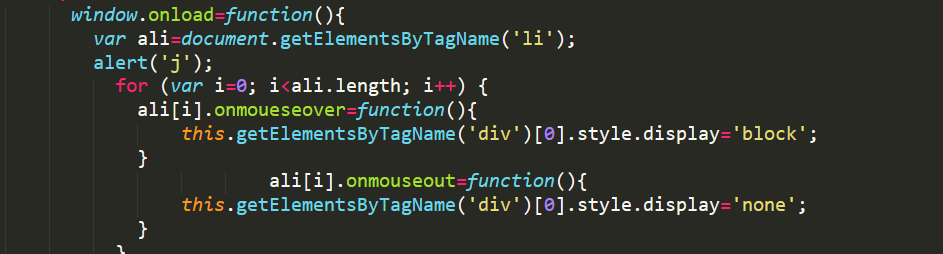 window.onload=function(){
var ali=document.getElementsByTagName('li');
alert('j');
for (var i=0; i<ali.length; i++) {
ali[i].onmoueseover=function(){
this.getElementsByTagName('div')[0].style.display='block';
}
ali[i].onmouseout=function(){
this.getElementsByTagName('div')[0].style.display='none';
}
}